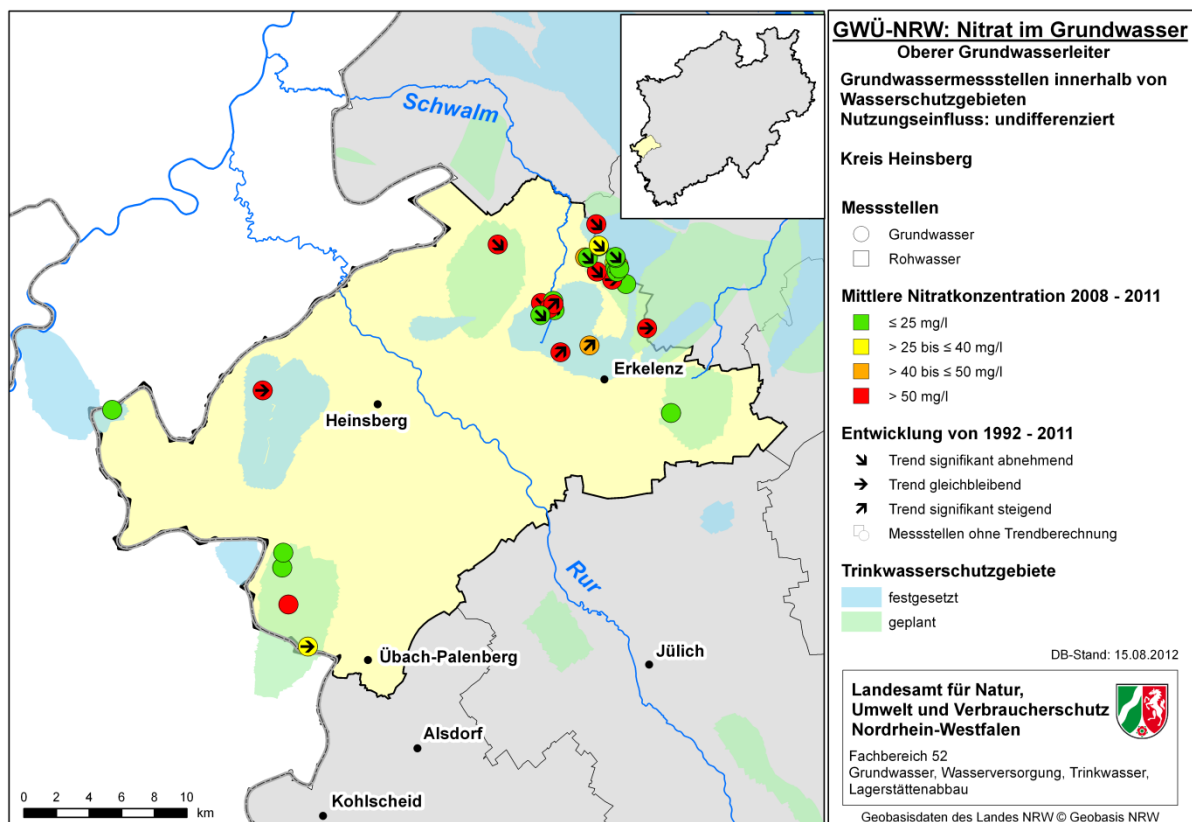 Schwalm
Erkelenz
Heinsberg
Rur
Übach-Palenberg
Jülich
Alsdorf
Kohlscheid
0 2 4 6 8 10
km
GWÜ-NRW: Nitrat im Grundwasser
Oberer Grundwasserleiter
Grundwassermessstellen innerhalb von
Wasserschutzgebieten
Nutzungseinfluss: undifferenziert
Kreis Heinsberg
Messstellen
Grundwasser
Rohwasser
Mittlere Nitratkonzentration 2008 - 2011
≤ 25 mg/l
> 25 bis ≤ 40 mg/l
> 40 bis ≤ 50 mg/l
> 50 mg/l
Entwicklung von 1992 - 2011
Trend signifikant abnehmend
Trend gleichbleibend
Trend signifikant steigend
Messstellen ohne Trendberechnung
Trinkwasserschutzgebiete
festgesetzt
geplant
DB-Stand: 15.08.2012
Landesamt für Natur,
Umwelt und Verbraucherschutz
Nordrhein-Westfalen
Fachbereich 52
Grundwasser, Wasserversorgung, Trinkwasser,
Lagerstättenabbau
Geobasisdaten des Landes NRW © Geobasis NRW